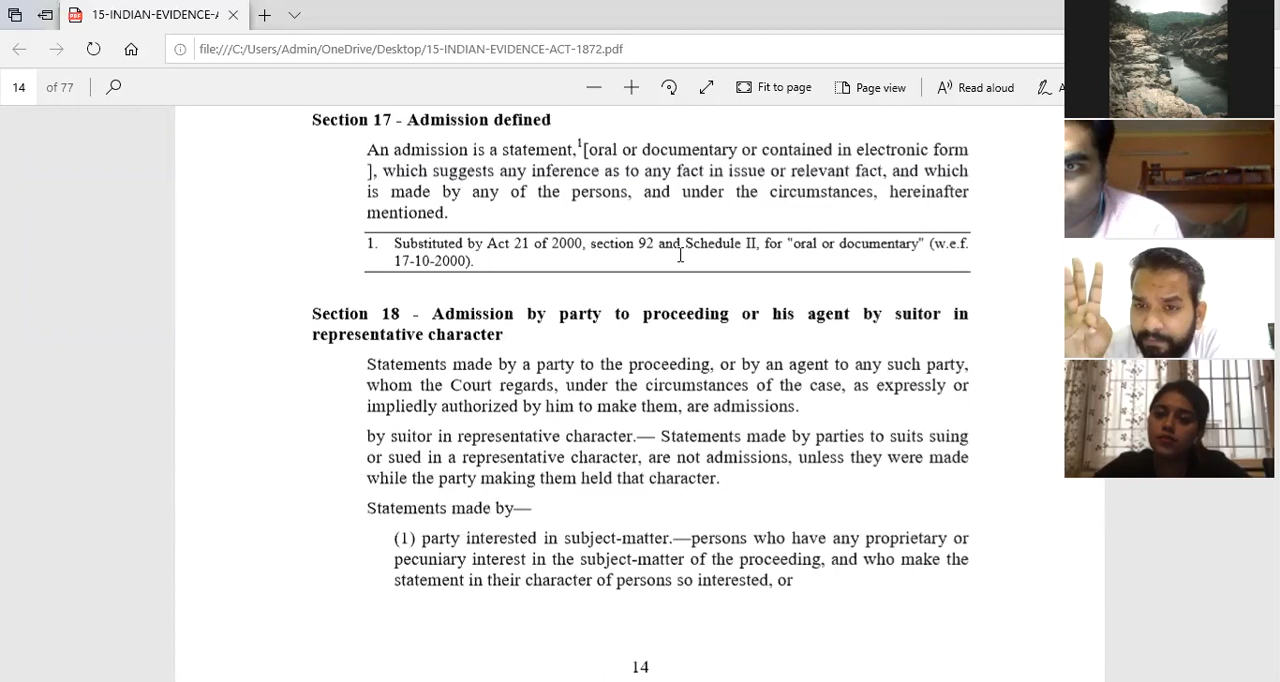 15-INDIAN-EVIDENCE-A
file:///C:/Users/Admin/OneDrive/Desktop/15-INDIAN-EVIDENCE-ACT-1872.pdf
14 of 77
Fit to page
Page view
Read aloud
Section 17 - Admission defined
An admission is a statement,1[oral or documentary or contained in electronic form
], which suggests any inference as to any fact in issue or relevant fact, and which
is made by any of the persons, and under the circumstances, hereinafter
mentioned.
1. Substituted by Act 21 of 2000, section 92 and Schedule II, for "oral or documentary" (w.e.f.
17-10-2000).
Section 18 - Admission by party to proceeding or his agent by suitor in
representative character
Statements made by a party to the proceeding, or by an agent to any such party,
whom the Court regards, under the circumstances of the case, as expressly or
impliedly authorized by him to make them, are admissions.
by suitor in representative character.— Statements made by parties to suits suing
or sued in a representative character, are not admissions, unless they were made
while the party making them held that character.
Statements made by—
(1) party interested in subject-matter.—persons who have any proprietary or
pecuniary interest in the subject-matter of the proceeding, and who make the
statement in their character of persons so interested, or
14